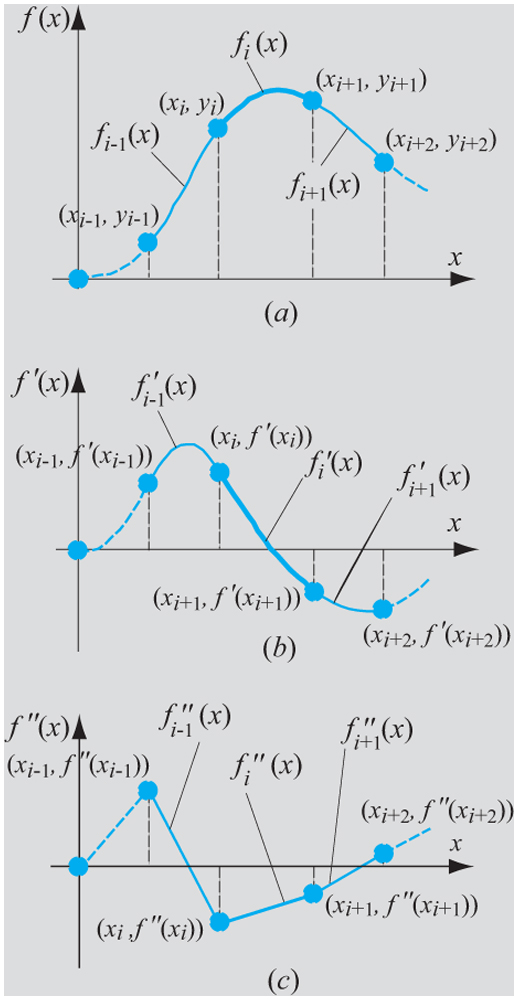 f(x)
f_i(x)
(x_{i+1}, y_{i+1})
(x_i, y_i)
f_{i-1}(x)
(x_{i+2}, y_{i+2})
f_{i+1}(x)
(x_{i-1}, y_{i-1})
x
(a)
f'(x)
f'_{i-1}(x)
(x_i, f'(x_i))
(x_{i-1}, f'(x_{i-1}))
f_i'(x)
f'_{i+1}(x)
x
(x_{i+1}, f'(x_{i+1}))
(x_{i+2}, f'(x_{i+2}))
(b)
f''(x)
f''_{i-1}(x)
f''_{i+1}(x)
f_i''(x)
(x_{i-1}, f''(x_{i-1}))
(x_{i+2}, f''(x_{i+2}))
x
(x_i ,f''(x_i))
(x_{i+1}, f''(x_{i+1}))
(c)